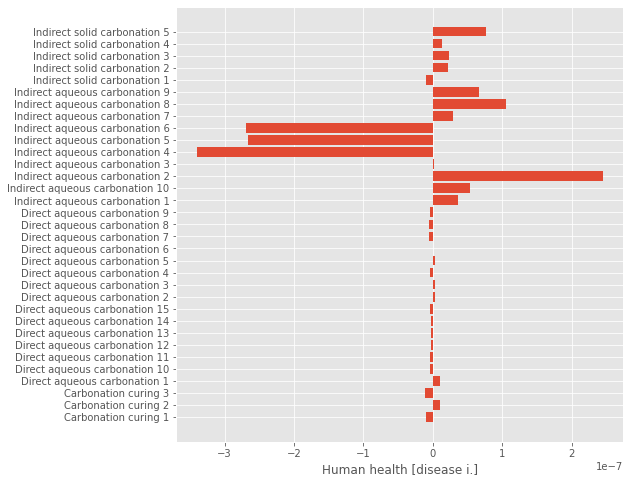 Indirect solid carbonation 5
Indirect solid carbonation 4
Indirect solid carbonation 3
Indirect solid carbonation 2
Indirect solid carbonation 1
Indirect aqueous carbonation 9
Indirect aqueous carbonation 8
Indirect aqueous carbonation 7
Indirect aqueous carbonation 6
Indirect aqueous carbonation 5
Indirect aqueous carbonation 4
Indirect aqueous carbonation 3
Indirect aqueous carbonation 2
Indirect aqueous carbonation 10
Indirect aqueous carbonation 1
Direct aqueous carbonation 9
Direct aqueous carbonation 8
Direct aqueous carbonation 7
Direct aqueous carbonation 6
Direct aqueous carbonation 5
Direct aqueous carbonation 4
Direct aqueous carbonation 3
Direct aqueous carbonation 2
Direct aqueous carbonation 15
Direct aqueous carbonation 14
Direct aqueous carbonation 13
Direct aqueous carbonation 12
Direct aqueous carbonation 11
Direct aqueous carbonation 10
Direct aqueous carbonation 1
Carbonation curing 3
Carbonation curing 2
Carbonation curing 1
−3 −2 −1 0 1 2
1e−7
Human health [disease i.]